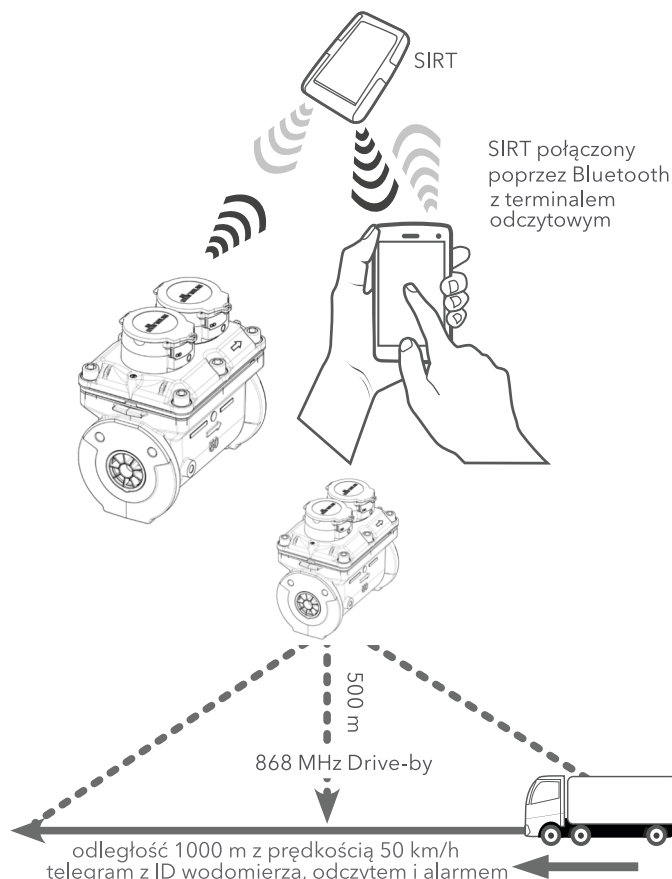 SIRT
SIRT połączony
poprzez Bluetooth
z terminalem
odczytowym
500 m
868 MHz Drive-by
odległość 1000 m z prędkością 50 km/h
telegram z ID wodomierza, odczytem i alarmem